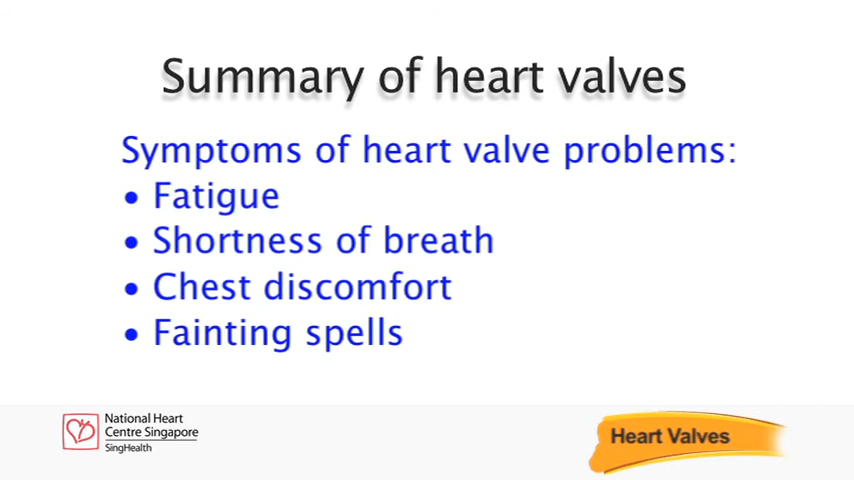 Summary of heart valves
Symptoms of heart valve problems:
• Fatigue
• Shortness of breath
• Chest discomfort
• Fainting spells
National Heart
Centre Singapore
SingHealth
Heart Valves